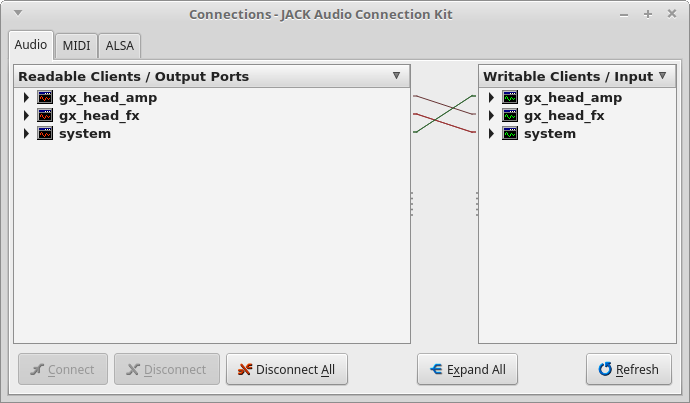 Connections - JACK Audio Connection Kit
Audio MIDI ALSA
Readable Clients / Output Ports Writable Clients / Input
gx_head_amp gx_head_amp
gx_head_fx gx_head_fx
system system
Connect Disconnect Disconnect All Expand All Refresh